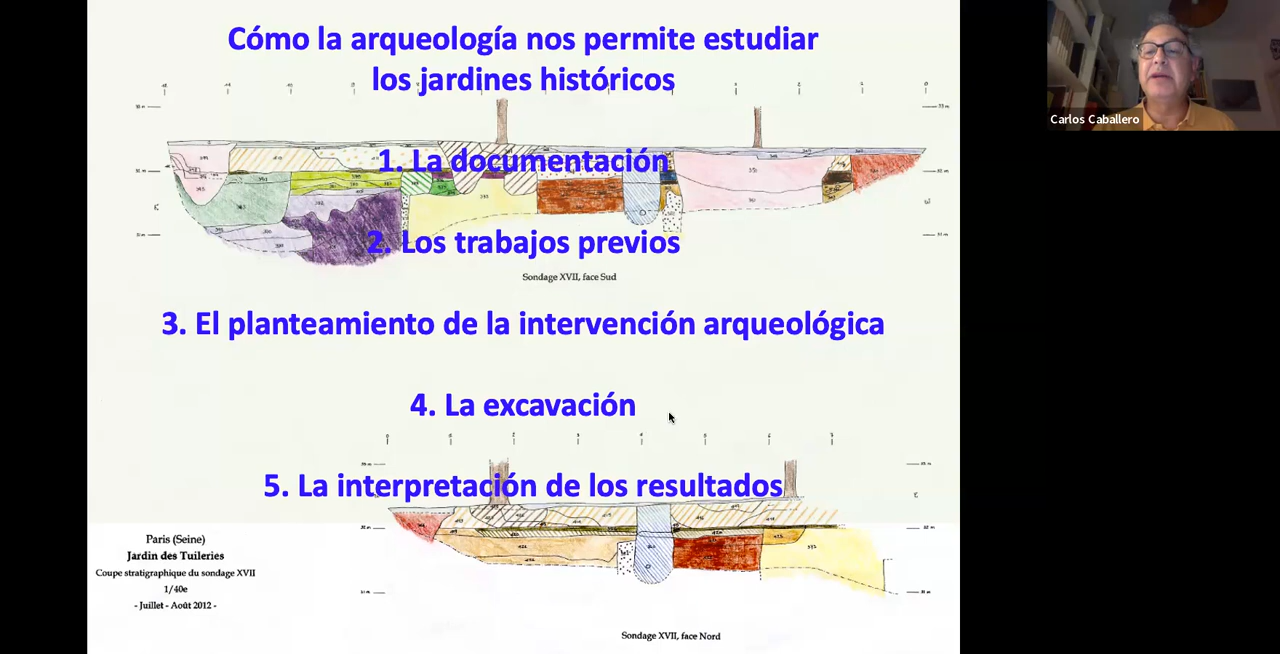 Cómo la arqueología nos permite estudiar
los jardines históricos
Carlos Caballero
1. La documentación
2. Los trabajos previos
Sondage XVII, face Sud
3. El planteamiento de la intervención arqueológica
4. La excavación
5. La interpretación de los resultados
Paris (Seine)
Jardin des Tuileries
Coupe stratigraphique du sondage XVII
1/40e
- Juillet - Août 2012 -
Sondage XVII, face Nord